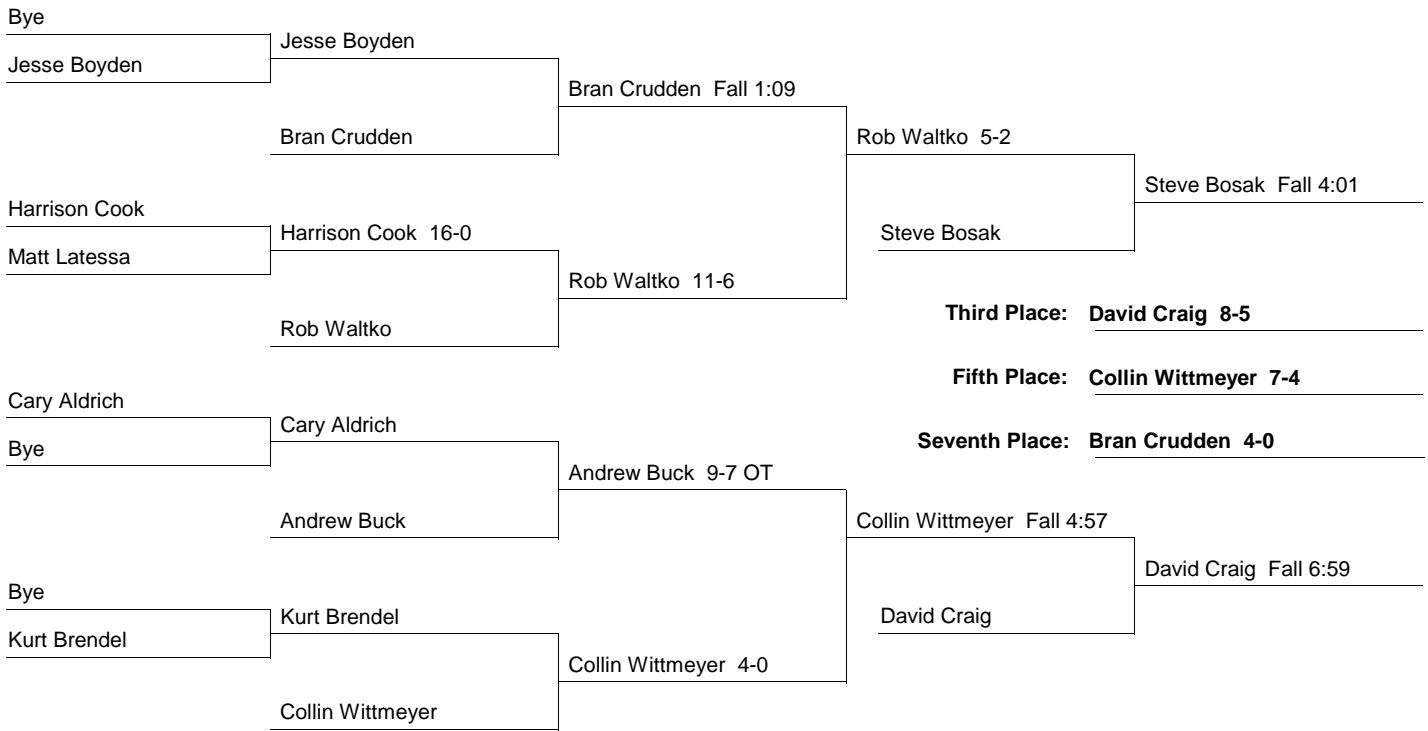 Bye
Jesse Boyden
Jesse Boyden
Bran Crudden  Fall 1:09
Bran Crudden
Rob Waltko  5-2
Steve Bosak  Fall 4:01
Harrison Cook
Harrison Cook  16-0
Steve Bosak
Matt Latessa
Rob Waltko  11-6
Third Place:  David Craig  8-5
Rob Waltko
Fifth Place:  Collin Wittmeyer  7-4
Cary Aldrich
Cary Aldrich
Seventh Place:  Bran Crudden  4-0
Bye
Andrew Buck  9-7 OT
Andrew Buck
Collin Wittmeyer  Fall 4:57
David Craig  Fall 6:59
Bye
Kurt Brendel
David Craig
Kurt Brendel
Collin Wittmeyer  4-0
Collin Wittmeyer